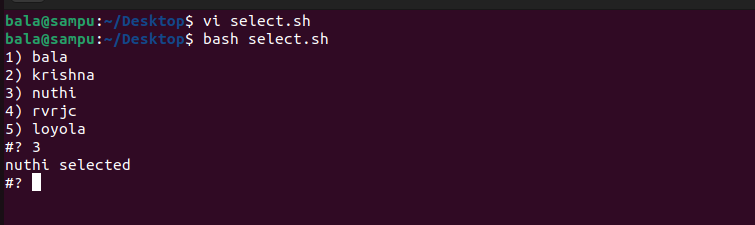 bala@sampu:~/Desktop$ vi select.sh
bala@sampu:~/Desktop$ bash select.sh
1) bala
2) krishna
3) nuthi
4) rvrjc
5) loyola
#? 3
nuthi selected
#?